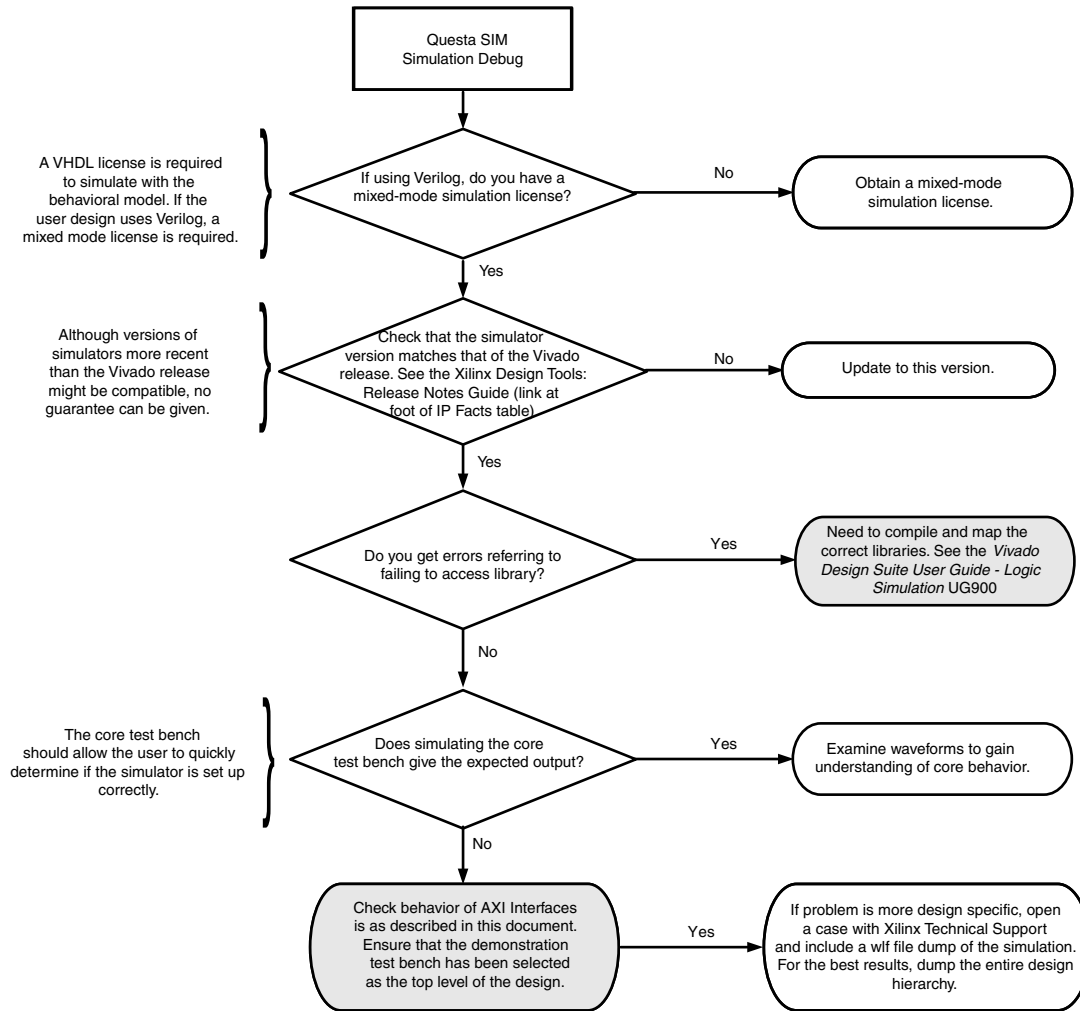 Questa SIM
Simulation Debug
A VHDL license is required
to simulate with the
behavioral model. If the
user design uses Verilog, a
mixed mode license is required.
If using Verilog, do you have a
mixed-mode simulation license?
No
Obtain a mixed-mode
simulation license.
Yes
Although versions of
simulators more recent
than the Vivado release
might be compatible, no
guarantee can be given.
Check that the simulator
version matches that of the Vivado
release. See the Xilinx Design Tools:
Release Notes Guide (link at
foot of IP Facts table)
No
Update to this version.
Yes
Do you get errors referring to
failing to access library?
Yes
Need to compile and map the
correct libraries. See the Vivado
Design Suite User Guide - Logic
Simulation UG900
No
The core test bench
should allow the user to quickly
determine if the simulator is set up
correctly.
Does simulating the core
test bench give the expected output?
Yes
Examine waveforms to gain
understanding of core behavior.
No
Check behavior of AXI Interfaces
is as described in this document.
Ensure that the demonstration
test bench has been selected
as the top level of the design.
Yes
If problem is more design specific, open
a case with Xilinx Technical Support
and include a wlf file dump of the simulation.
For the best results, dump the entire design
hierarchy.